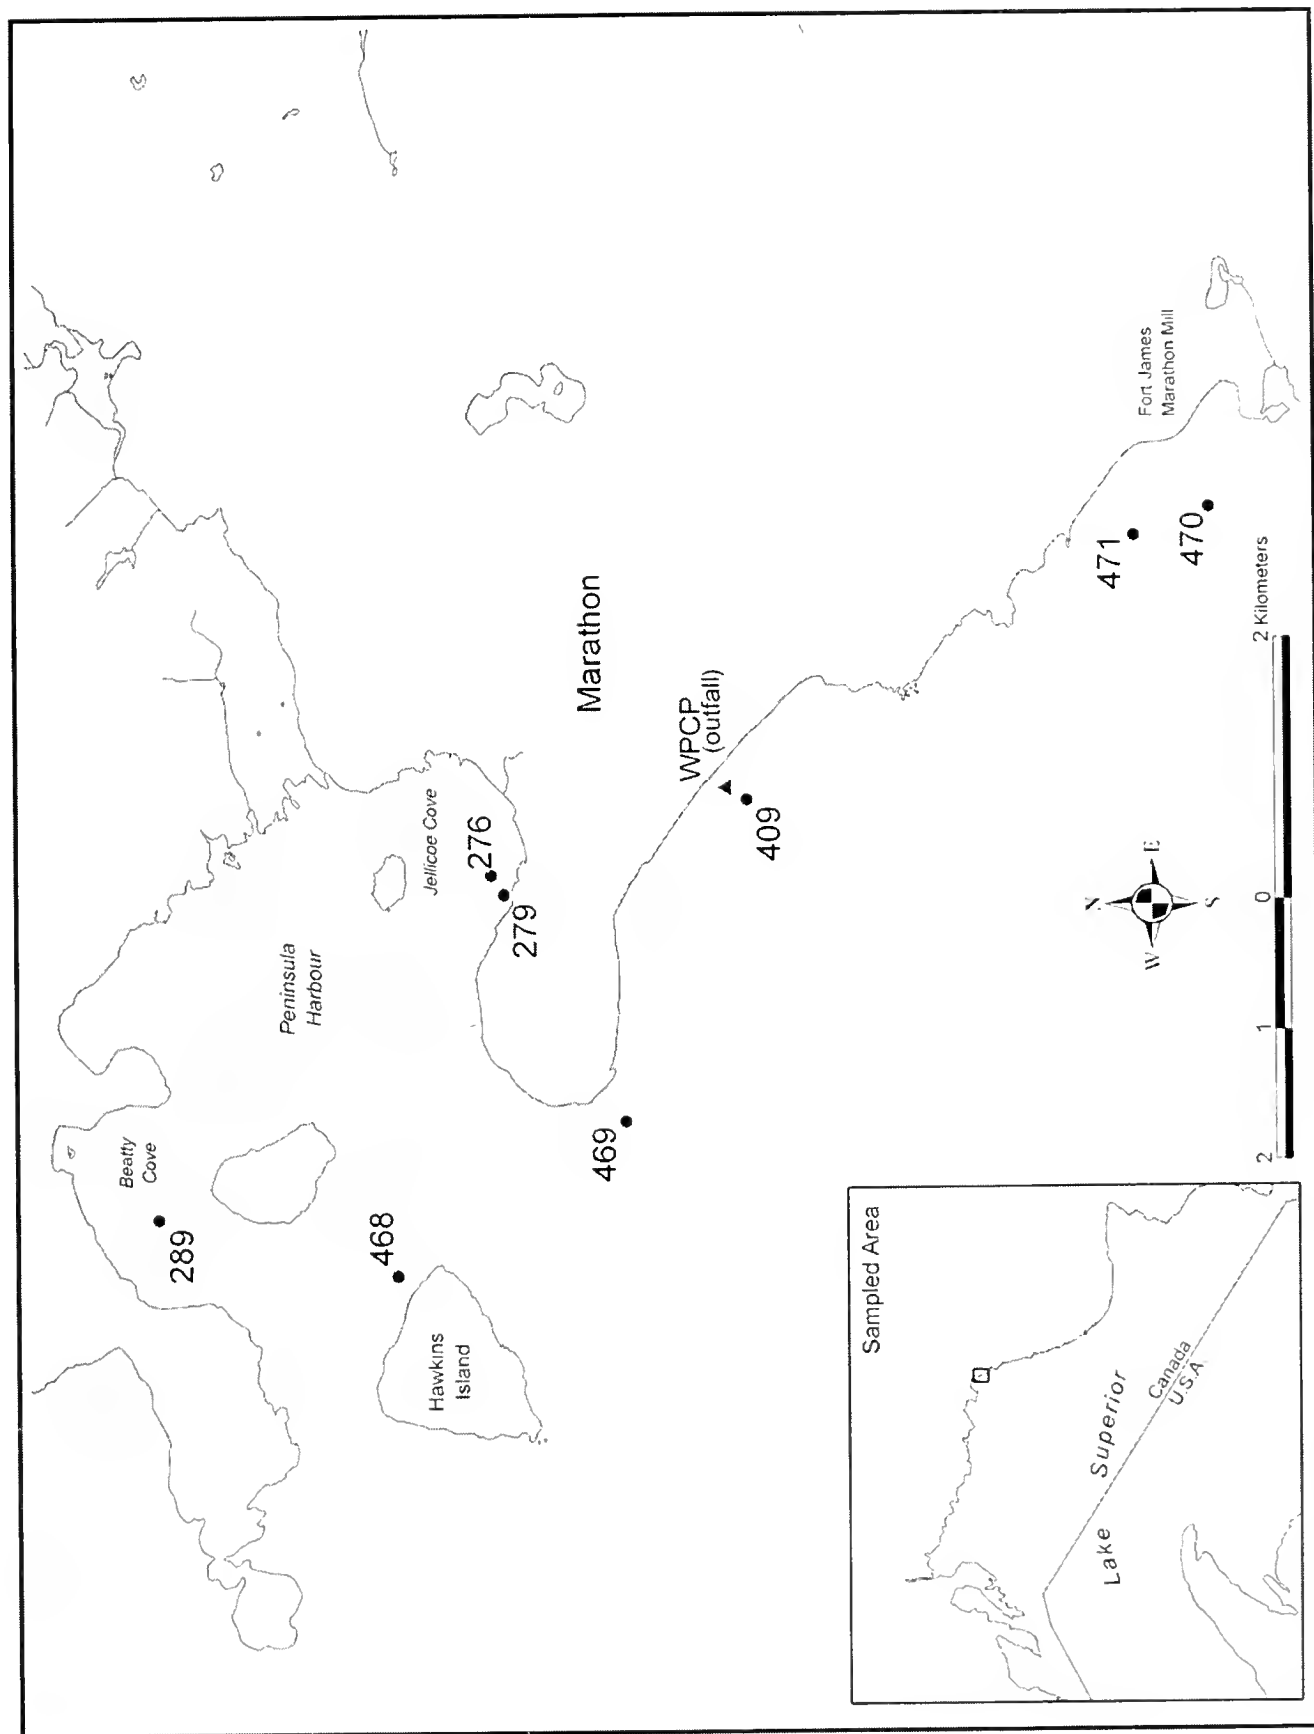 Beatty
Cove
289
Peninsula
Harbour
Jellicoe Cove
468
276
279
Hawkins
Island
Marathon
469
WPCP
(outfall)
409
Fort James
Marathon Mill
471
470
N
W
E
S
2
1
0
2 Kilometers
Sampled Area
Lake Superior
Canada
U.S.A.